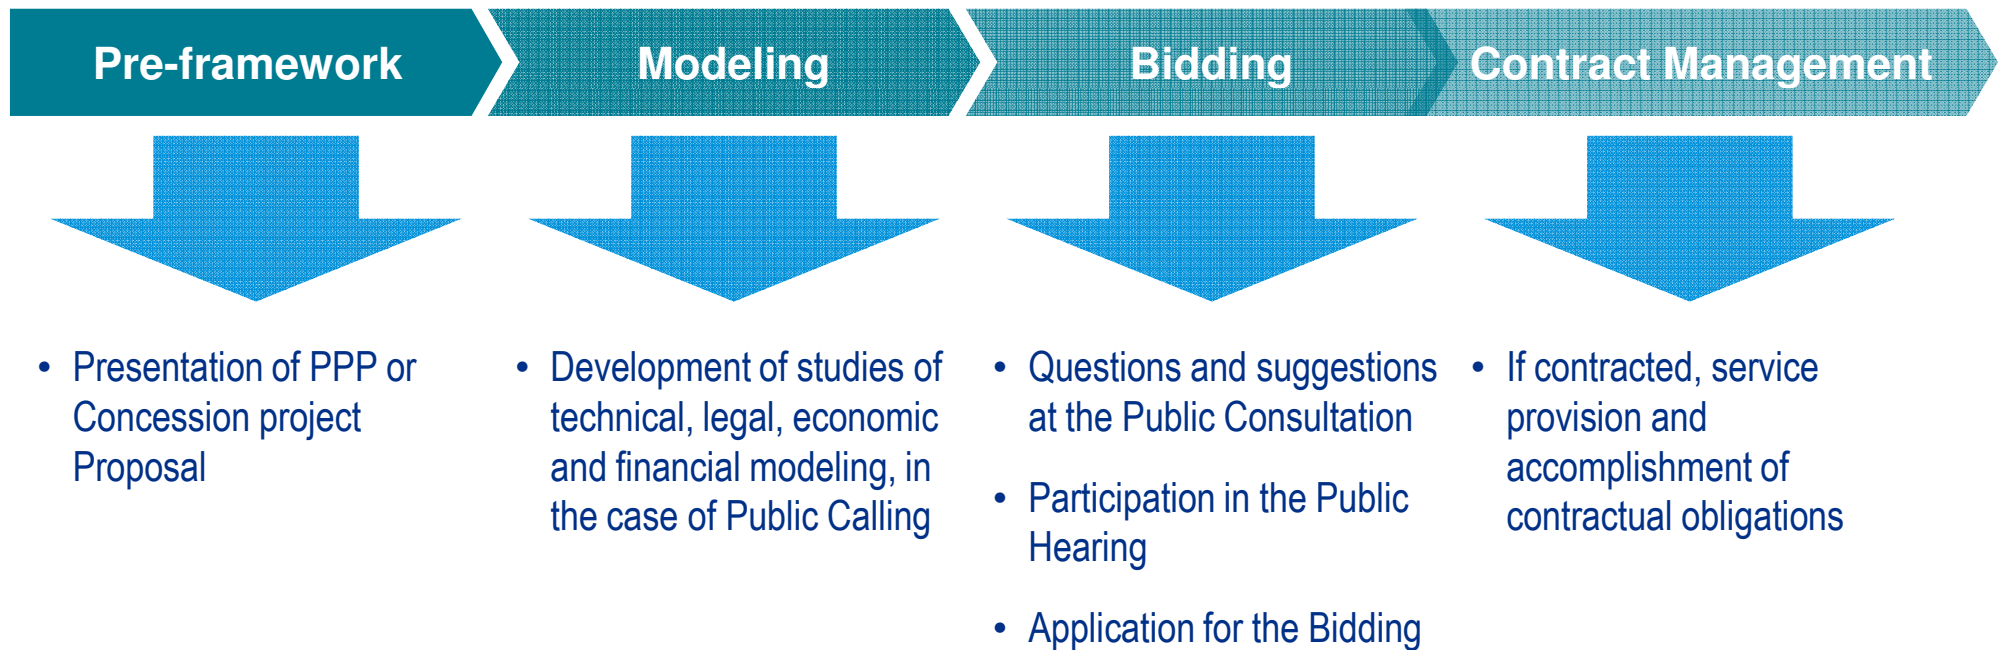 Pre-framework
Modeling
Bidding
Contract Management
• Presentation of PPP or
Concession project
Proposal
• Development of studies of
technical, legal, economic
and financial modeling, in
the case of Public Calling
• Questions and suggestions
at the Public Consultation
• Participation in the Public
Hearing
• Application for the Bidding
• If contracted, service
provision and
accomplishment of
contractual obligations